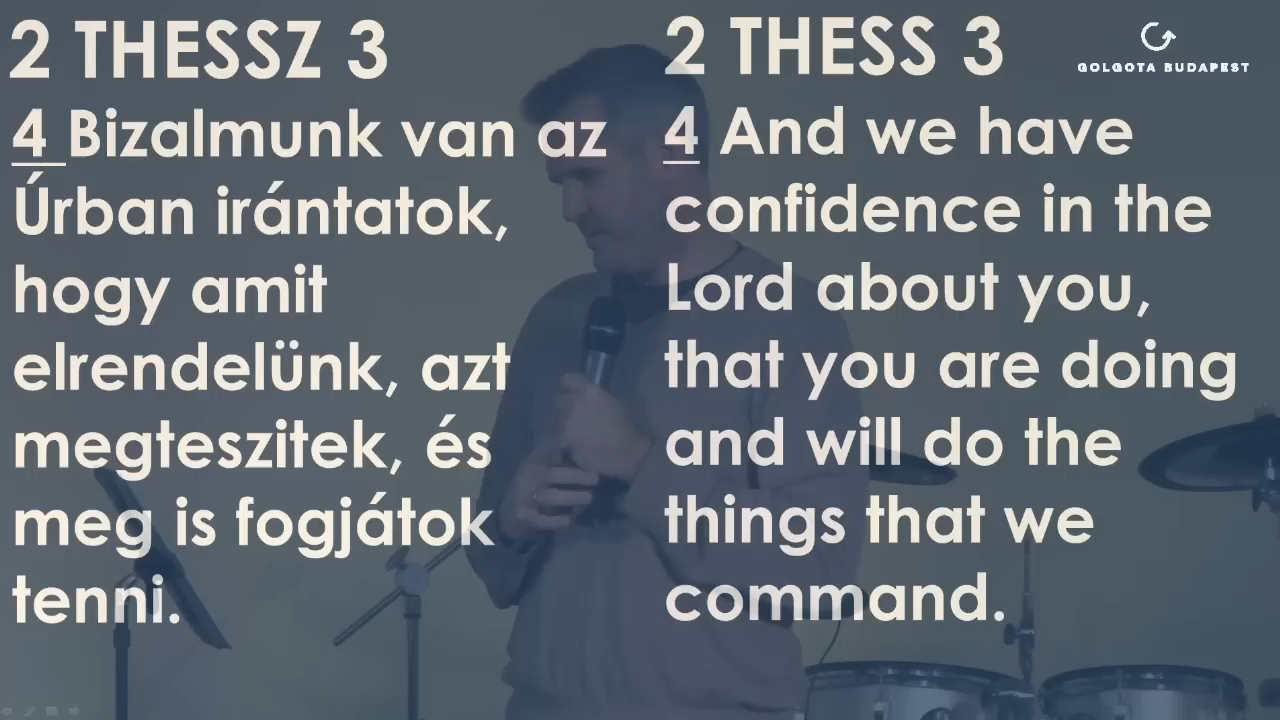 2 THESSZ 3
4 Bizalmunk van az
Úrban irántatok,
hogy amit
elrendelünk, azt
megteszitek, és
meg is fogjátok
tenni.
2 THESS 3
4 And we have
confidence in the
Lord about you,
that you are doing
and will do the
things that we
command.
GOLGOTA BUDAPEST